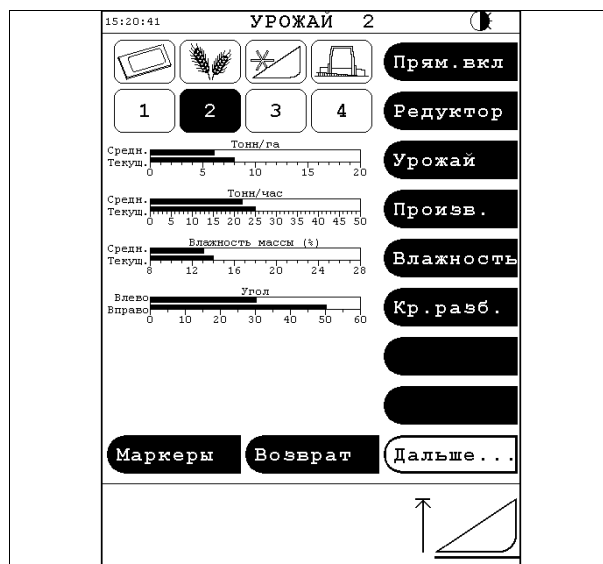 15:20:41 УРОЖАЙ 2
Прям.вкл
1 2 3 4
Редуктор
Тонн/га
Средн.
Текущ.
0 5 10 15 20
Урожай
Тонн/час
Средн.
Текущ.
0 5 10 15 20 25 30 35 40 45 50
Произв.
Влажность массы (%)
Средн.
Текущ.
8 12 16 20 24 28
Влажность
Угол
Влево
Вправо
0 10 20 30 40 50 60
Кр.разб.
Маркеры Возврат Дальше...